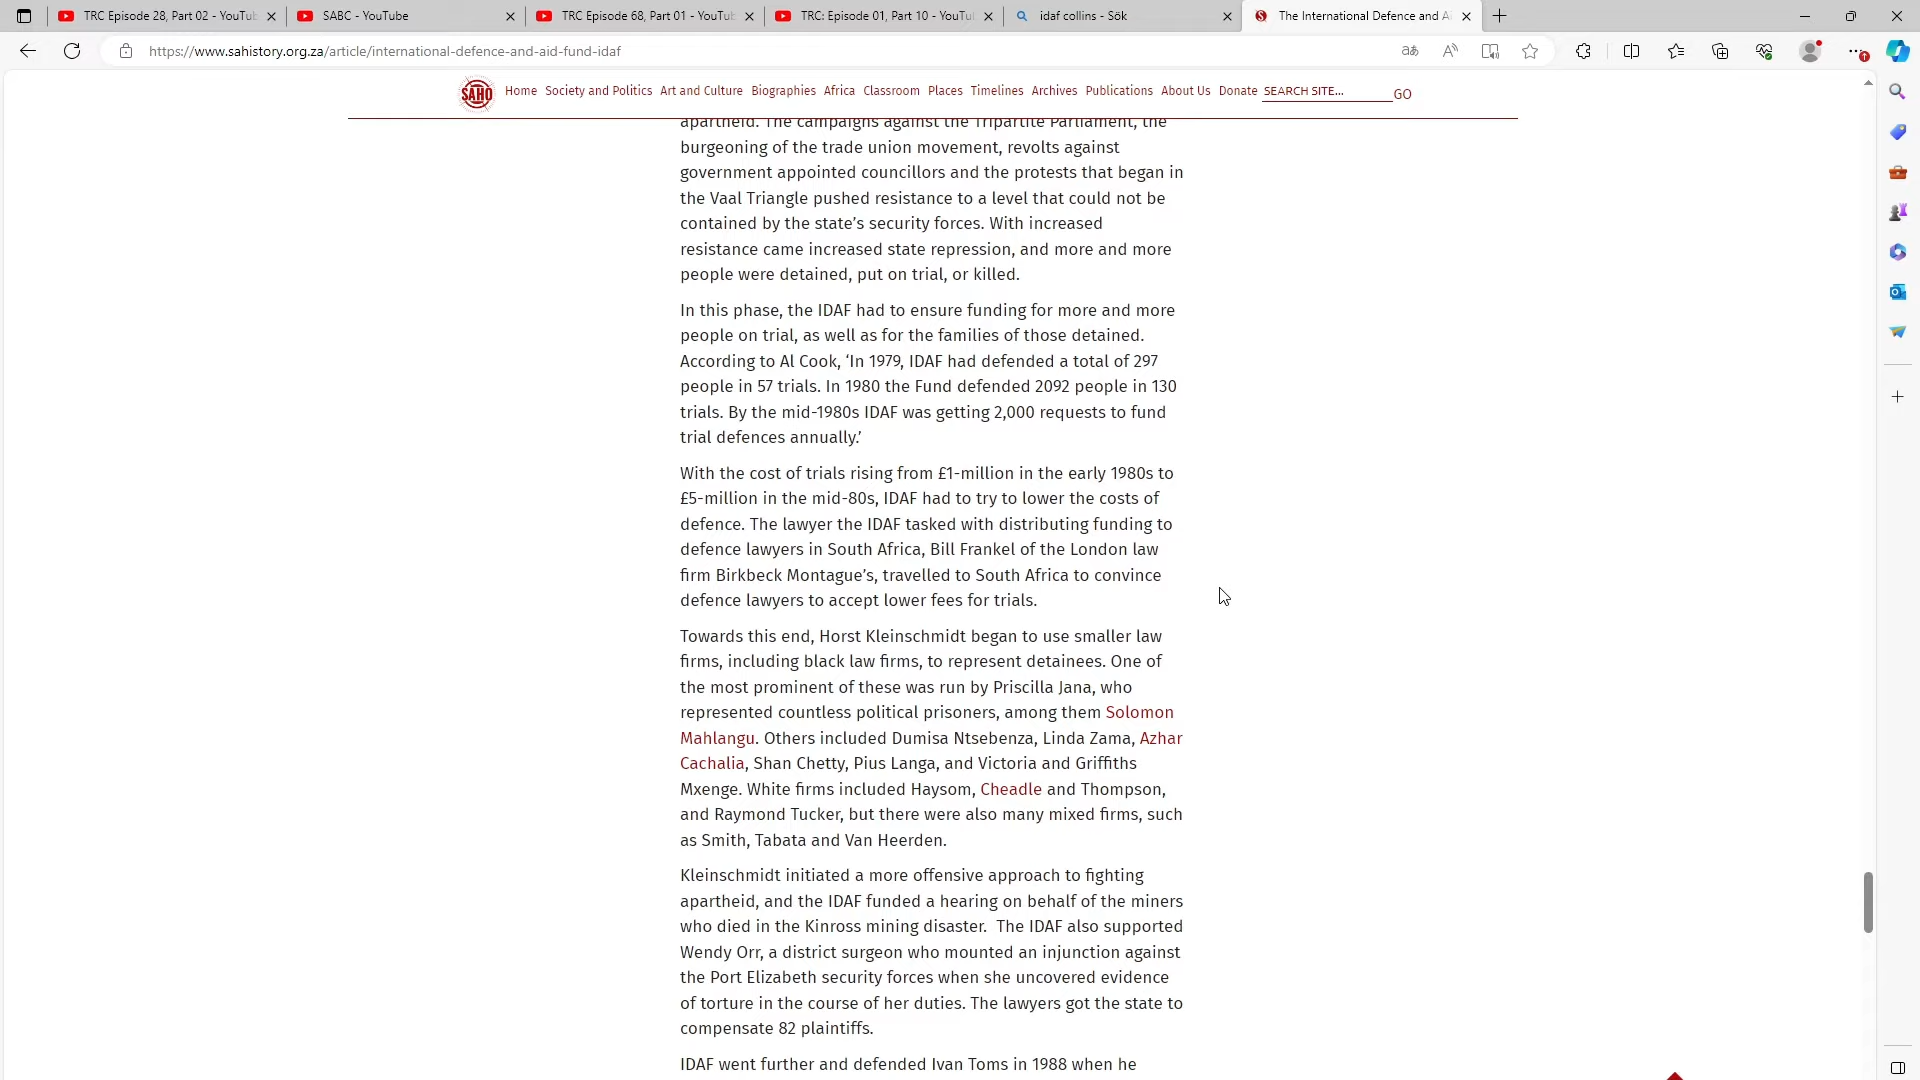 TRC Episode 28, Part 02 - YouTub
SABC - YouTube
TRC Episode 68, Part 01 - YouTub
TRC: Episode 01, Part 10 - YouTu
idaf collins - Sök
The International Defence and Ai
https://www.sahistory.org.za/article/international-defence-and-aid-fund-idaf
SAHO
Home Society and Politics Art and Culture Biographies Africa Classroom Places Timelines Archives Publications About Us Donate SEARCH SITE... GO
apartheid. The campaigns against the Tripartite Parliament, the
burgeoning of the trade union movement, revolts against
government appointed councillors and the protests that began in
the Vaal Triangle pushed resistance to a level that could not be
contained by the state’s security forces. With increased
resistance came increased state repression, and more and more
people were detained, put on trial, or killed.
In this phase, the IDAF had to ensure funding for more and more
people on trial, as well as for the families of those detained.
According to Al Cook, ‘In 1979, IDAF had defended a total of 297
people in 57 trials. In 1980 the Fund defended 2092 people in 130
trials. By the mid-1980s IDAF was getting 2,000 requests to fund
trial defences annually.’
With the cost of trials rising from £1-million in the early 1980s to
£5-million in the mid-80s, IDAF had to try to lower the costs of
defence. The lawyer the IDAF tasked with distributing funding to
defence lawyers in South Africa, Bill Frankel of the London law
firm Birkbeck Montague’s, travelled to South Africa to convince
defence lawyers to accept lower fees for trials.
Towards this end, Horst Kleinschmidt began to use smaller law
firms, including black law firms, to represent detainees. One of
the most prominent of these was run by Priscilla Jana, who
represented countless political prisoners, among them Solomon
Mahlangu. Others included Dumisa Ntsebenza, Linda Zama, Azhar
Cachalia, Shan Chetty, Pius Langa, and Victoria and Griffiths
Mxenge. White firms included Haysom, Cheadle and Thompson,
and Raymond Tucker, but there were also many mixed firms, such
as Smith, Tabata and Van Heerden.
Kleinschmidt initiated a more offensive approach to fighting
apartheid, and the IDAF funded a hearing on behalf of the miners
who died in the Kinross mining disaster.  The IDAF also supported
Wendy Orr, a district surgeon who mounted an injunction against
the Port Elizabeth security forces when she uncovered evidence
of torture in the course of her duties. The lawyers got the state to
compensate 82 plaintiffs.
IDAF went further and defended Ivan Toms in 1988 when he